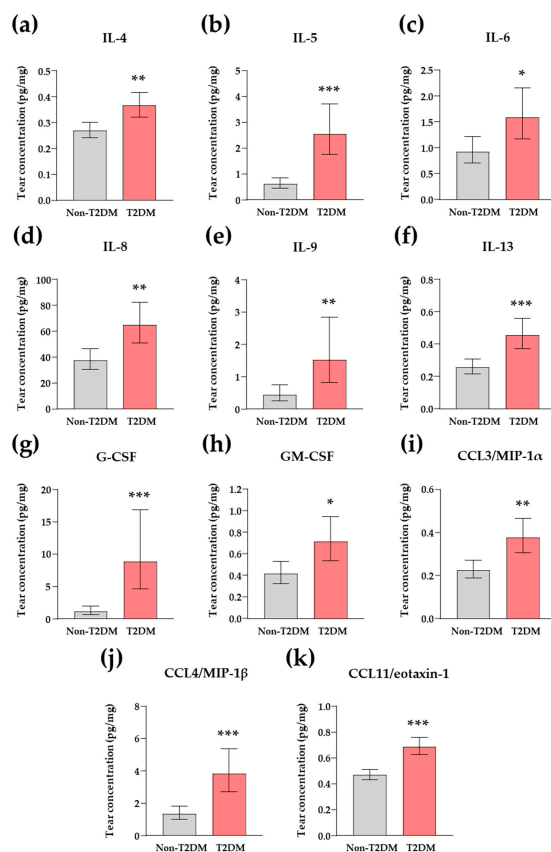 (a)
IL-4
Tear concentration (pg/mg)
0.5
0.4
0.3
0.2
0.1
0.0
**
Non-T2DM T2DM
(b)
IL-5
Tear concentration (pg/mg)
5
4
3
2
1
0
***
Non-T2DM T2DM
(c)
IL-6
Tear concentration (pg/mg)
2.5
2.0
1.5
1.0
0.5
0.0
*
Non-T2DM T2DM
(d)
IL-8
Tear concentration (pg/mg)
100
80
60
40
20
0
**
Non-T2DM T2DM
(e)
IL-9
Tear concentration (pg/mg)
4
3
2
1
0
**
Non-T2DM T2DM
(f)
IL-13
Tear concentration (pg/mg)
0.6
0.4
0.2
0.0
***
Non-T2DM T2DM
(g)
G-CSF
Tear concentration (pg/mg)
20
15
10
5
0
***
Non-T2DM T2DM
(h)
GM-CSF
Tear concentration (pg/mg)
1.2
1.0
0.8
0.6
0.4
0.2
0.0
*
Non-T2DM T2DM
(i)
CCL3/MIP-1α
Tear concentration (pg/mg)
0.6
0.4
0.2
0.0
**
Non-T2DM T2DM
(j)
CCL4/MIP-1β
Tear concentration (pg/mg)
8
6
4
2
0
***
Non-T2DM T2DM
(k)
CCL11/eotaxin-1
Tear concentration (pg/mg)
1.0
0.8
0.6
0.4
0.2
0.0
***
Non-T2DM T2DM